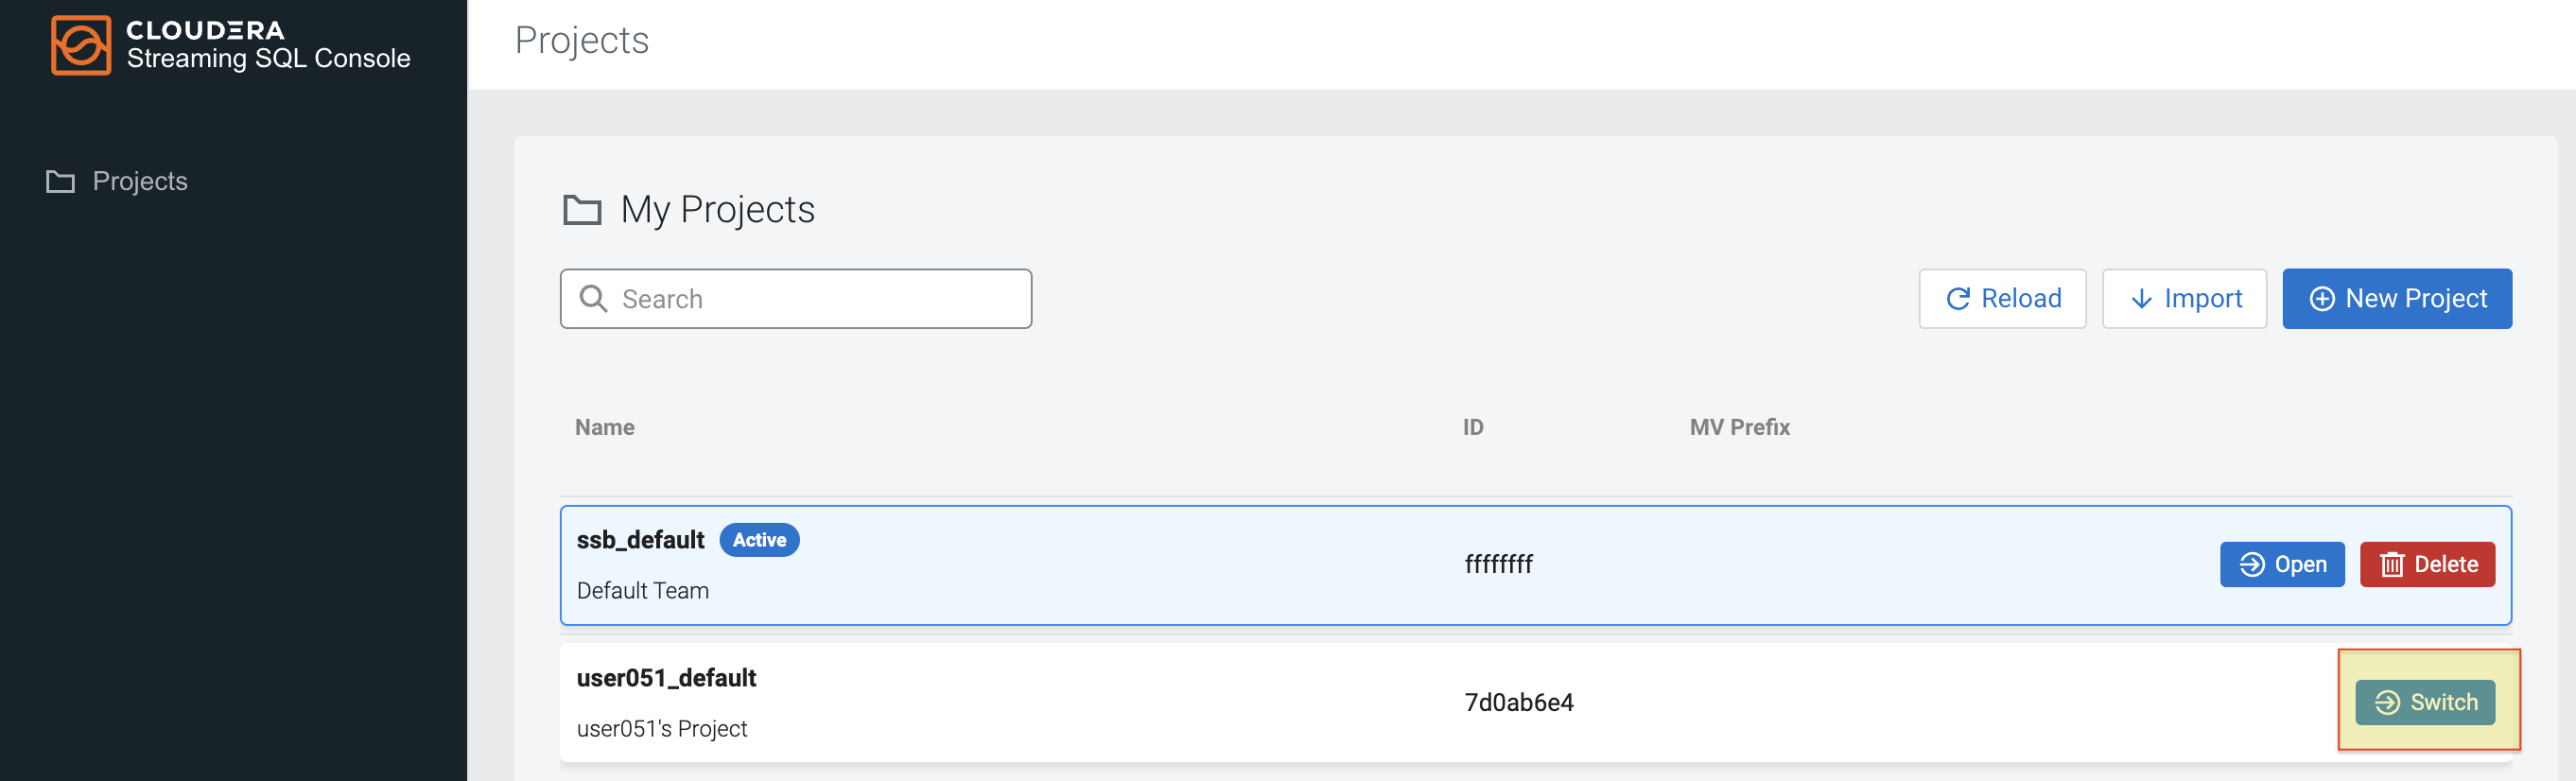 CLOUDERA
Streaming SQL Console
Projects
Projects
My Projects
Search
Reload
Import
New Project
Name
ID
MV Prefix
ssb_default
Active
Default Team
ffffffff
Open
Delete
user051_default
user051's Project
7d0ab6e4
Switch